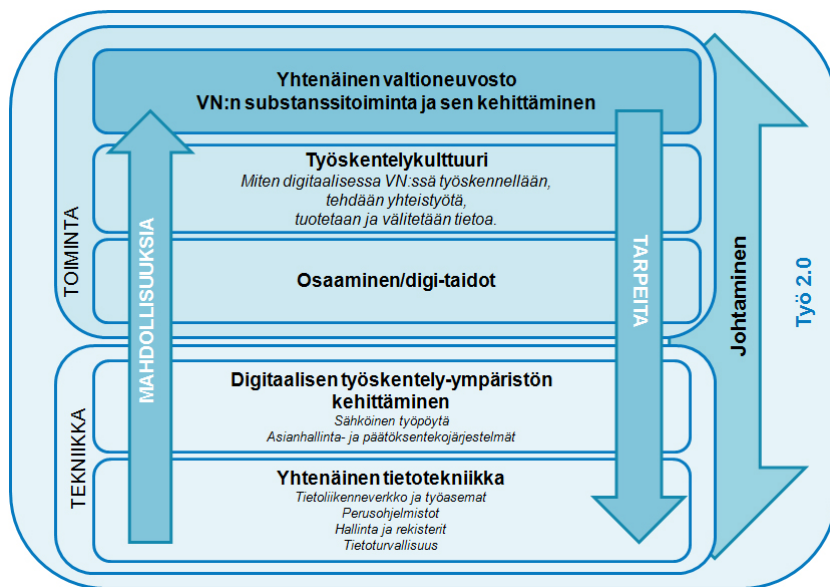 Yhtenäinen valtioneuvosto
VN:n substanssitoiminta ja sen kehittäminen
Työskentelykulttuuri
Miten digitaalisessa VN:ssä työskennellään,
tehdään yhteistyötä,
tuotetaan ja välitetään tietoa.
Osaaminen/digi-taidot
TOIMINTA
MAHDOLLISUUKSIA
TARPEITA
Johtaminen
Työ 2.0
Digitaalisen työskentely-ympäristön
kehittäminen
Sähköinen työpöytä
Asianhallinta- ja päätöksentekojärjestelmät
TEKNIIKKA
Yhtenäinen tietotekniikka
Tietoliikenneverkko ja työasemat
Perusohjelmistot
Hallinta ja rekisterit
Tietoturvallisuus